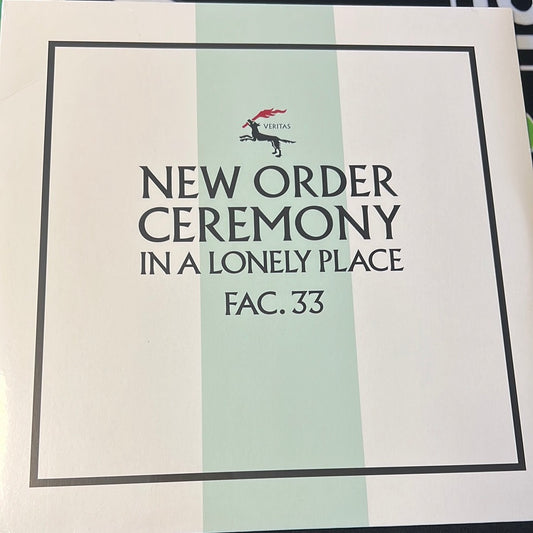 VERITAS
NEW ORDER
CEREMONY
IN A LONELY PLACE
FAC. 33